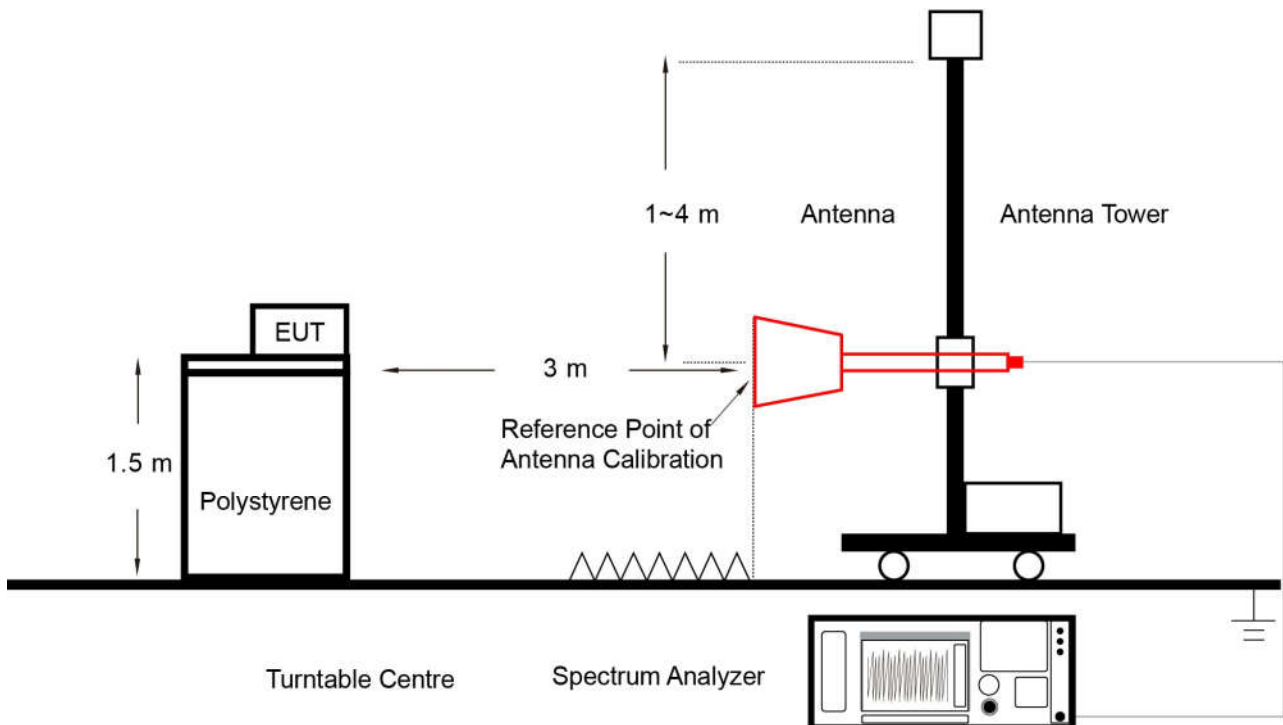 1~4 m
Antenna
Antenna Tower
EUT
3 m
Reference Point of
Antenna Calibration
1.5 m
Polystyrene
Turntable Centre
Spectrum Analyzer